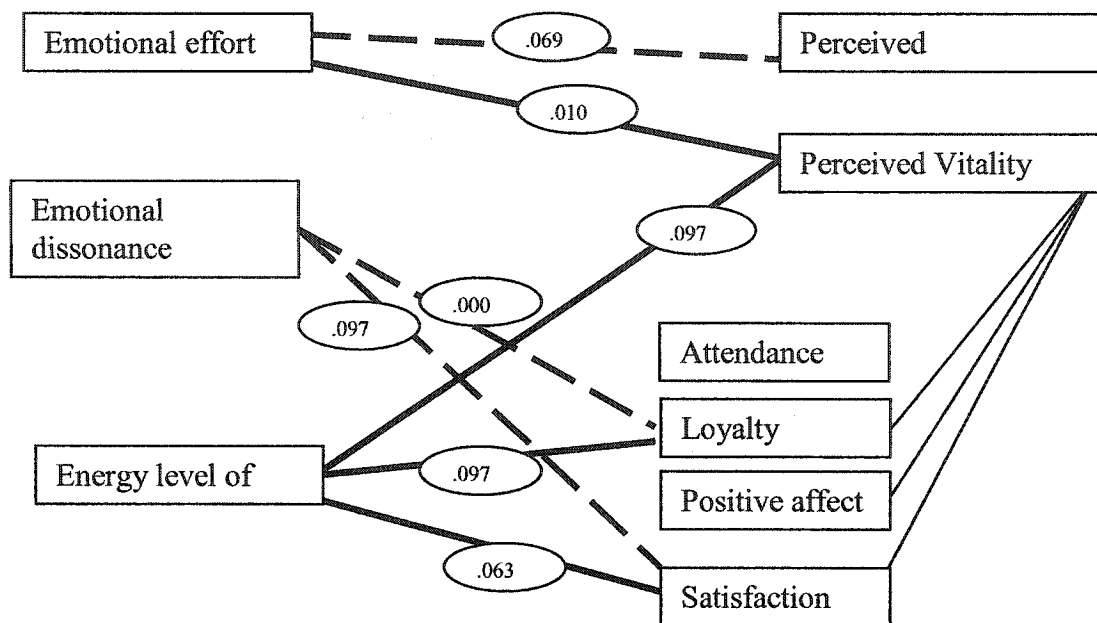 Emotional effort
.069
Perceived
.010
Perceived Vitality
Emotional
dissonance
.097
.000
.097
Attendance
Loyalty
Energy level of
.097
Positive affect
.063
Satisfaction